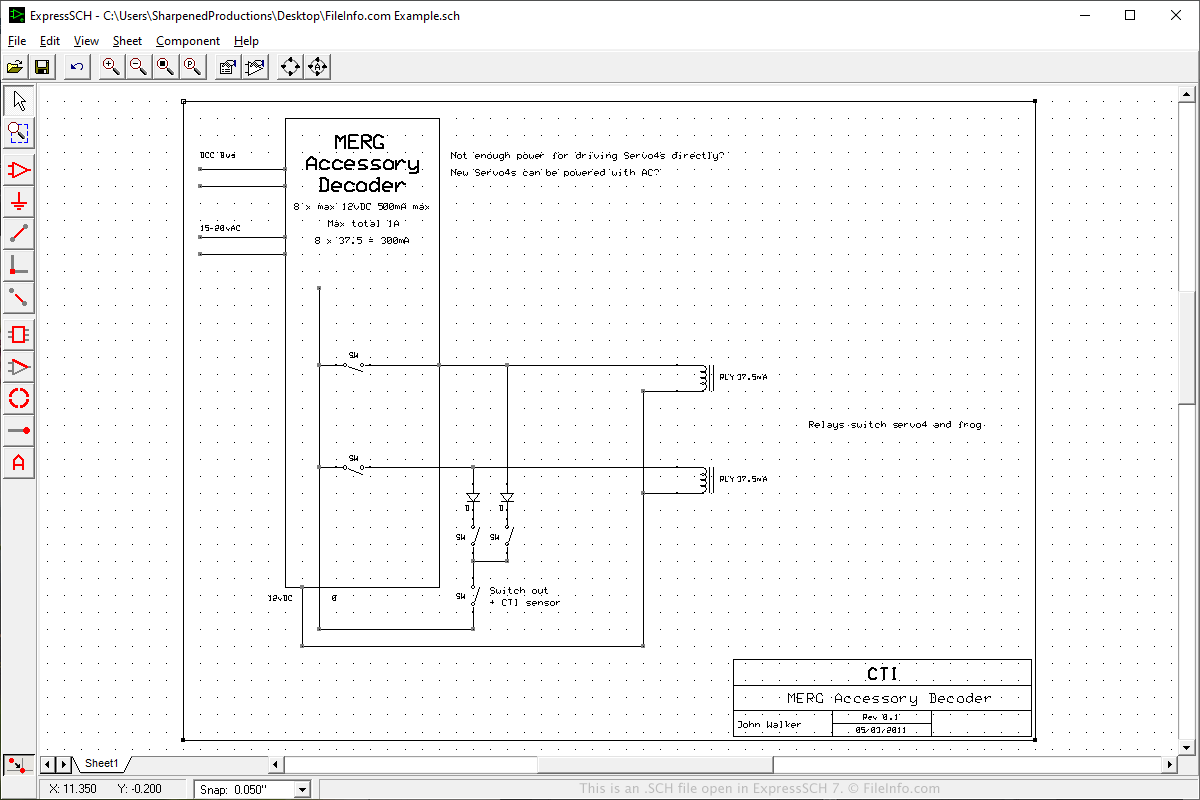 ExpressSCH - C:\Users\SharpenedProductions\Desktop\FileInfo.com Example.sch
File Edit View Sheet Component Help
MERG
Accessory
Decoder
8 x max 12vDC 500mA max
Max total 1A
8 x 37.5 = 300mA
DCC Bus
15-20vAC
Not enough power for driving Servo4s directly?
New Servo4s can be powered with AC?
SW
RLY 37.5mA
Relays switch servo4 and frog
SW
RLY 37.5mA
D
D
SW
SW
SW
Switch out
+ CTI sensor
12vDC
0
CTI
MERG Accessory Decoder
John Walker
Rev 0.1
05/03/2011
Sheet1
X: 11.350 Y: -0.200 Snap: 0.050"
This is an .SCH file open in ExpressSCH 7. © FileInfo.com